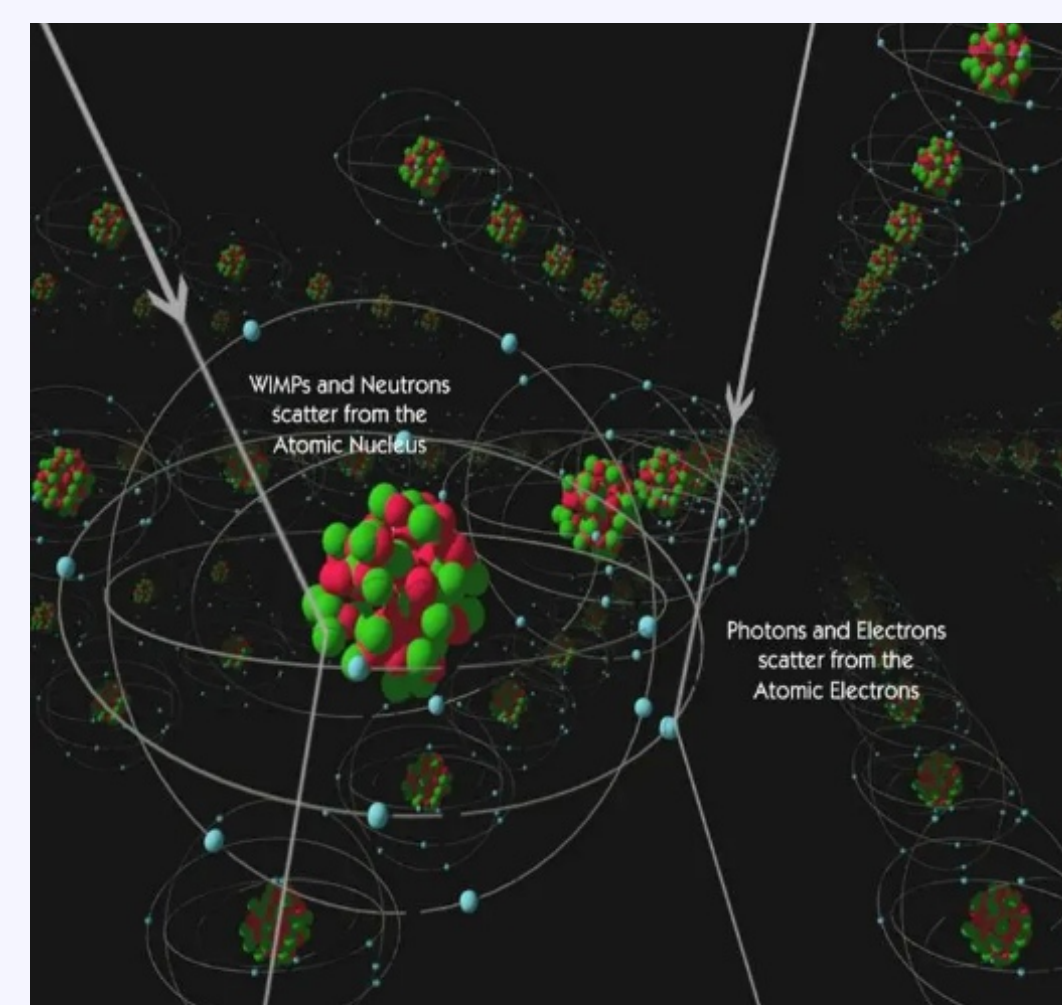 WIMPs and Neutrons
scatter from the
Atomic Nucleus
Photons and Electrons
scatter from the
Atomic Electrons